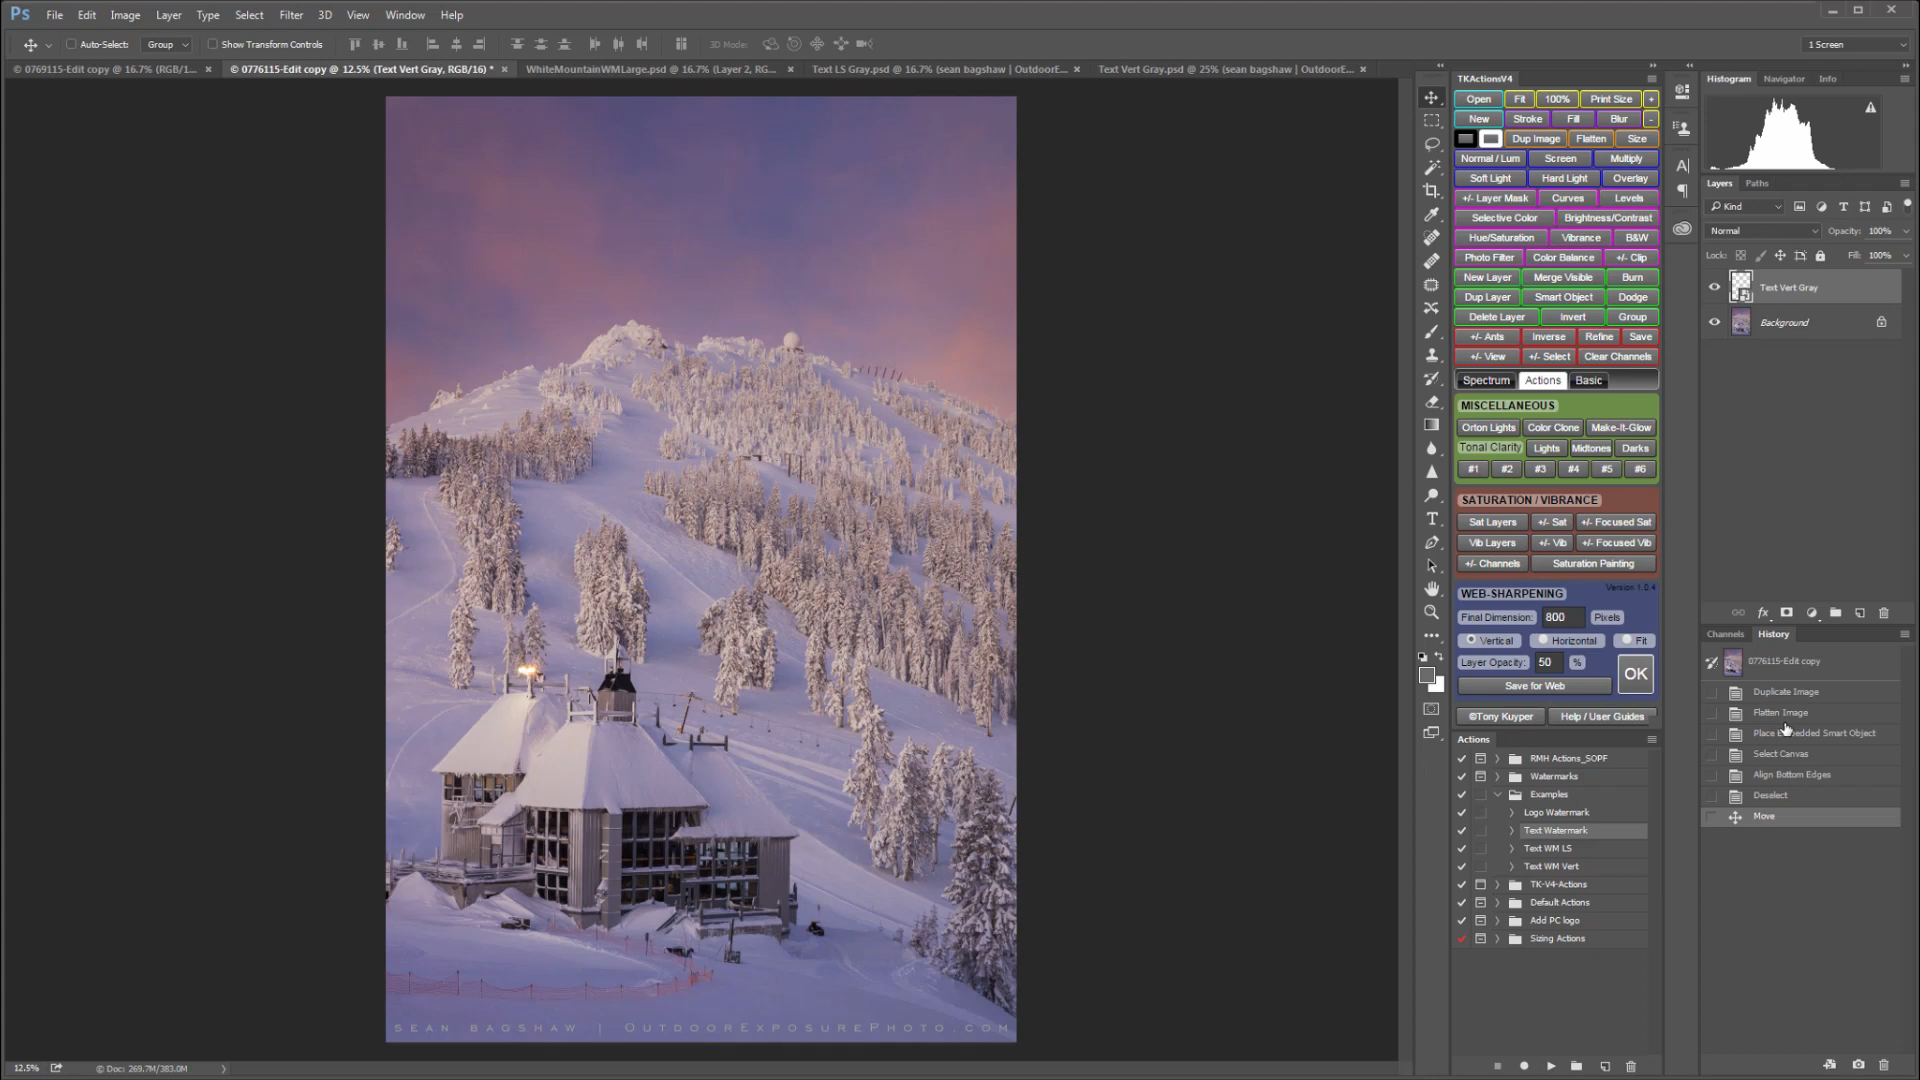 Ps File Edit Image Layer Type Select Filter 3D View Window Help
Auto-Select: Group Show Transform Controls 3D Mode: 1 Screen
© 0769115-Edit copy @ 16.7% (RGB/1... × © 0776115-Edit copy @ 12.5% (Text Vert Gray, RGB/16) * × WhiteMountainWMLarge.psd @ 16.7% (Layer 2, RG... × Text LS Gray.psd @ 16.7% (sean bagshaw | OutdoorE... × Text Vert Gray.psd @ 25% (sean bagshaw | OutdoorE... ×
TKActionsV4
Open Fit 100% Print Size +
New Stroke Fill Blur -
Dup Image Flatten Size
Normal / Lum Screen Multiply
Soft Light Hard Light Overlay
+/- Layer Mask Curves Levels
Selective Color Brightness/Contrast
Hue/Saturation Vibrance B&W
Photo Filter Color Balance +/- Clip
New Layer Merge Visible Burn
Dup Layer Smart Object Dodge
Delete Layer Invert Group
+/- Ants Inverse Refine Save
+/- View +/- Select Clear Channels
Spectrum Actions Basic
MISCELLANEOUS
Orton Lights Color Clone Make-It-Glow
Tonal Clarity Lights Midtones Darks
#1 #2 #3 #4 #5 #6
SATURATION / VIBRANCE
Sat Layers +/- Sat +/- Focused Sat
Vib Layers +/- Vib +/- Focused Vib
+/- Channels Saturation Painting
WEB-SHARPENING Version 1.0.4
Final Dimension: 800 Pixels
Vertical Horizontal Fit
Layer Opacity: 50 % OK
Save for Web
©Tony Kuyper Help / User Guides
Actions
RMH Actions_SOPF
Watermarks
Examples
Logo Watermark
Text Watermark
Text WM LS
Text WM Vert
TK-V4-Actions
Default Actions
Add PC logo
Sizing Actions
Histogram Navigator Info
Layers Paths
Kind
Normal Opacity: 100%
Lock: Fill: 100%
Text Vert Gray
Background
fx
Channels History
0776115-Edit copy
Duplicate Image
Flatten Image
Place Embedded Smart Object
Select Canvas
Align Bottom Edges
Deselect
Move
SEAN BAGSHAW | OUTDOOREXPOSUREPHOTO.COM
12.5% Doc: 269.7M/383.0M